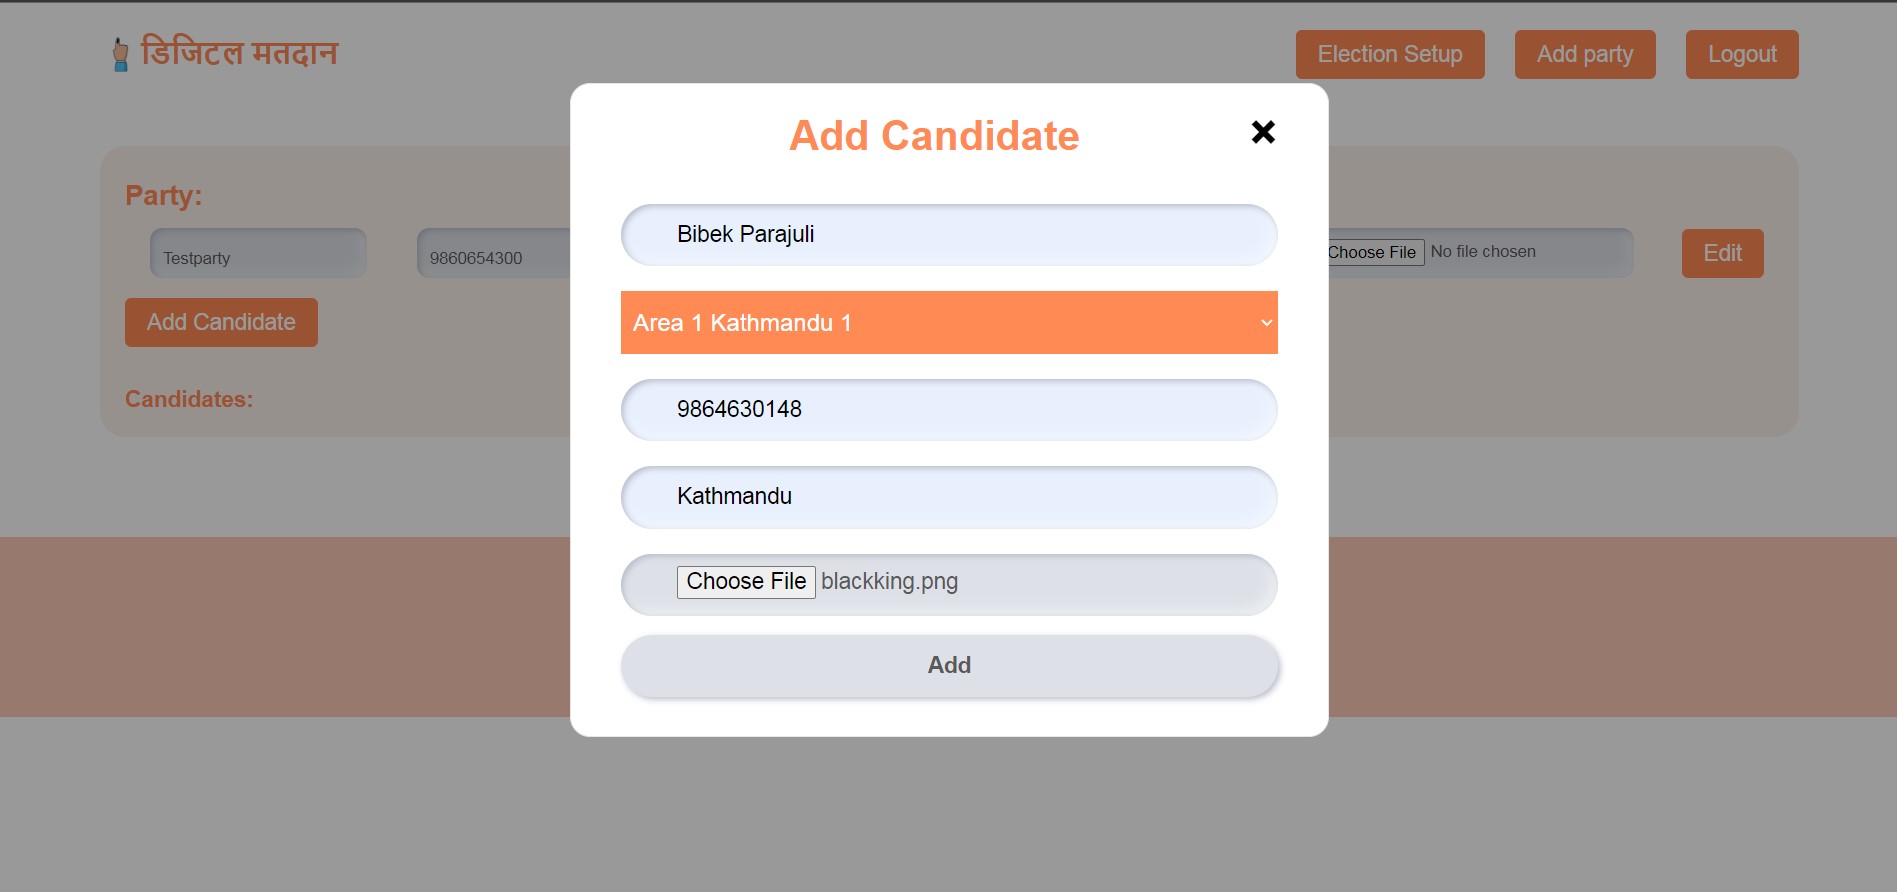 डिजिटल मतदान
Election Setup
Add party
Logout
Add Candidate
Party:
Testparty
9860654300
Choose File No file chosen
Edit
Add Candidate
Candidates:
Bibek Parajuli
Area 1 Kathmandu 1
9864630148
Kathmandu
Choose File blackking.png
Add